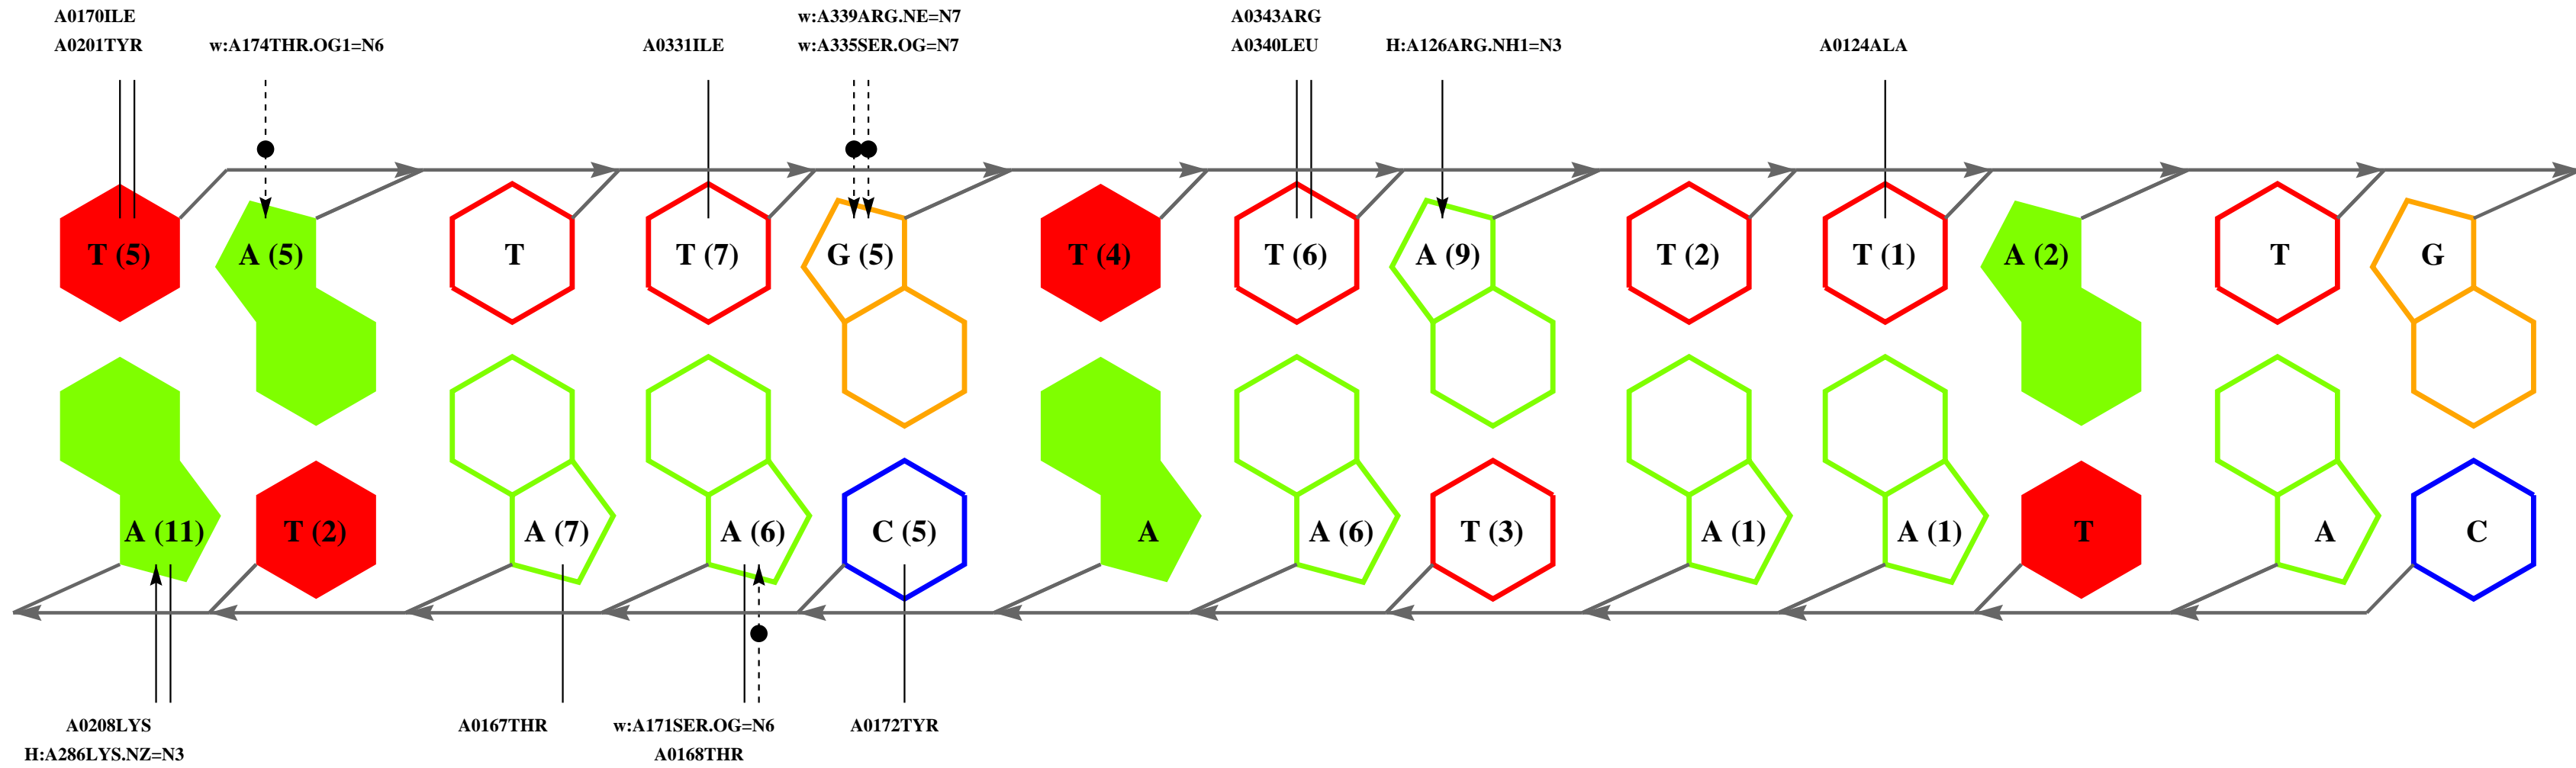 A0170ILE
A0201TYR
w:A174THR.OG1=N6
A0331ILE
w:A339ARG.NE=N7
w:A335SER.OG=N7
A0343ARG
A0340LEU
H:A126ARG.NH1=N3
A0124ALA
T (5)
A (5)
T
T (7)
G (5)
T (4)
T (6)
A (9)
T (2)
T (1)
A (2)
T
G
A (11)
T (2)
A (7)
A (6)
C (5)
A
A (6)
T (3)
A (1)
A (1)
T
A
C
A0208LYS
H:A286LYS.NZ=N3
A0167THR
w:A171SER.OG=N6
A0168THR
A0172TYR